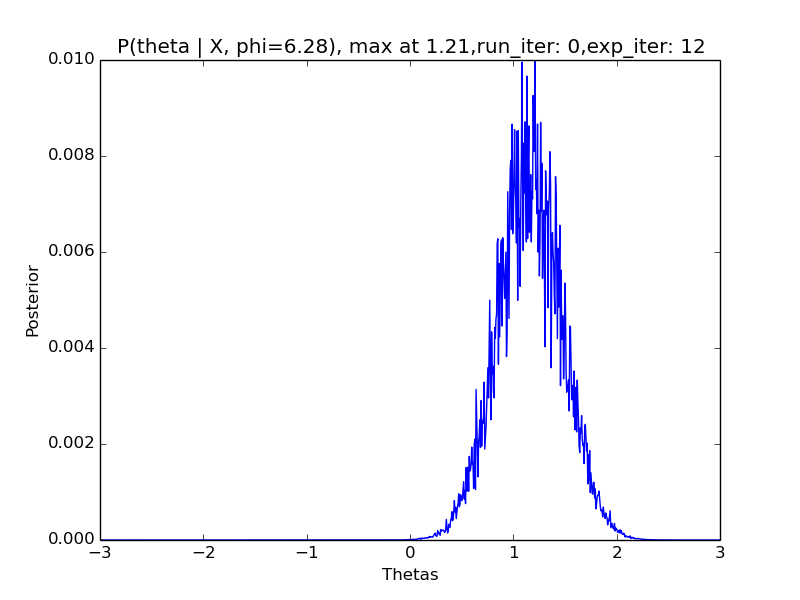 P(theta | X, phi=6.28), max at 1.21,run_iter: 0,exp_iter: 12
0.010
0.008
0.006
0.004
0.002
0.000
Posterior
−3 −2 −1 0 1 2 3
Thetas